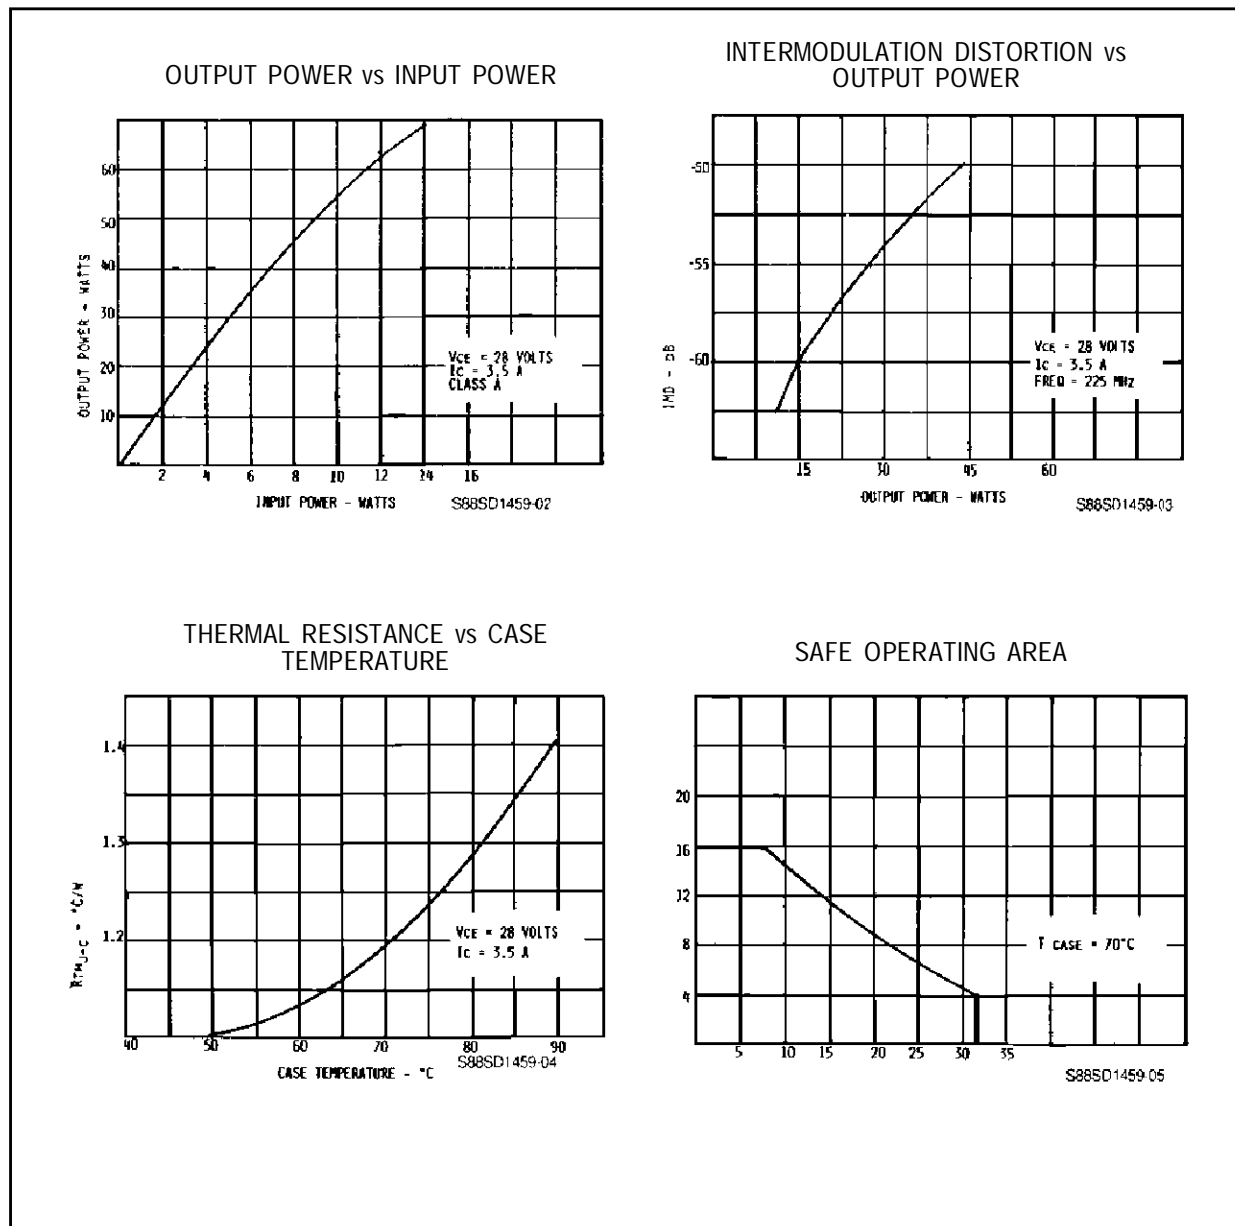 OUTPUT POWER vs INPUT POWER
60
50
40
30
20
10
OUTPUT POWER - WATTS
VCE = 28 VOLTS
IC = 3.5 A
CLASS A
2 4 6 8 10 12 14 16
INPUT POWER - WATTS
S88SD1459-02
INTERMODULATION DISTORTION vs
OUTPUT POWER
-50
-55
-60
IMD - DB
VCE = 28 VOLTS
IC = 3.5 A
FREQ = 225 MHz
15 30 45 60
OUTPUT POWER - WATTS
S88SD1459-03
THERMAL RESISTANCE vs CASE
TEMPERATURE
1.4
1.3
1.2
RTHJ-C - °C/W
VCE = 28 VOLTS
IC = 3.5 A
40 50 60 70 80 90
CASE TEMPERATURE - °C
S88SD1459-04
SAFE OPERATING AREA
20
16
12
8
4
T CASE = 70°C
5 10 15 20 25 30 35
S88SD1459-05